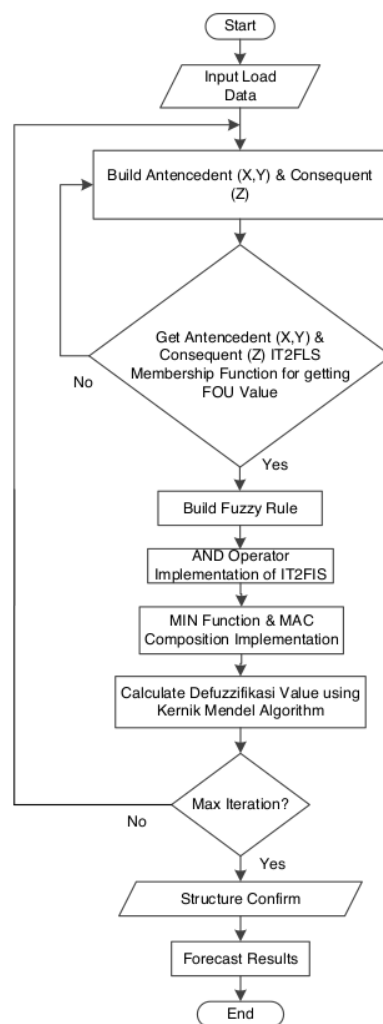 Start
Input Load
Data
Build Antencedent (X,Y) & Consequent
(Z)
Get Antencedent (X,Y) &
Consequent (Z) IT2FLS
Membership Function for getting
FOU Value
No
Yes
Build Fuzzy Rule
AND Operator
Implementation of IT2FIS
MIN Function & MAC
Composition Implementation
Calculate Defuzzifikasi Value using
Kernik Mendel Algorithm
Max Iteration?
No
Yes
Structure Confirm
Forecast Results
End